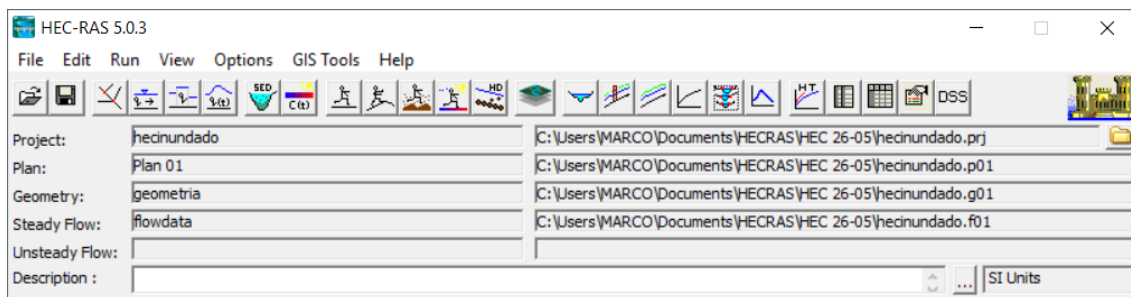 HEC-RAS 5.0.3
File Edit Run View Options GIS Tools Help
SED C(t) HD HT DSS
Project: hecinundado C:\Users\MARCO\Documents\HECRAS\HEC 26-05\hecinundado.prj
Plan: Plan 01 C:\Users\MARCO\Documents\HECRAS\HEC 26-05\hecinundado.p01
Geometry: geometria C:\Users\MARCO\Documents\HECRAS\HEC 26-05\hecinundado.g01
Steady Flow: flowdata C:\Users\MARCO\Documents\HECRAS\HEC 26-05\hecinundado.f01
Unsteady Flow:
Description : ... SI Units